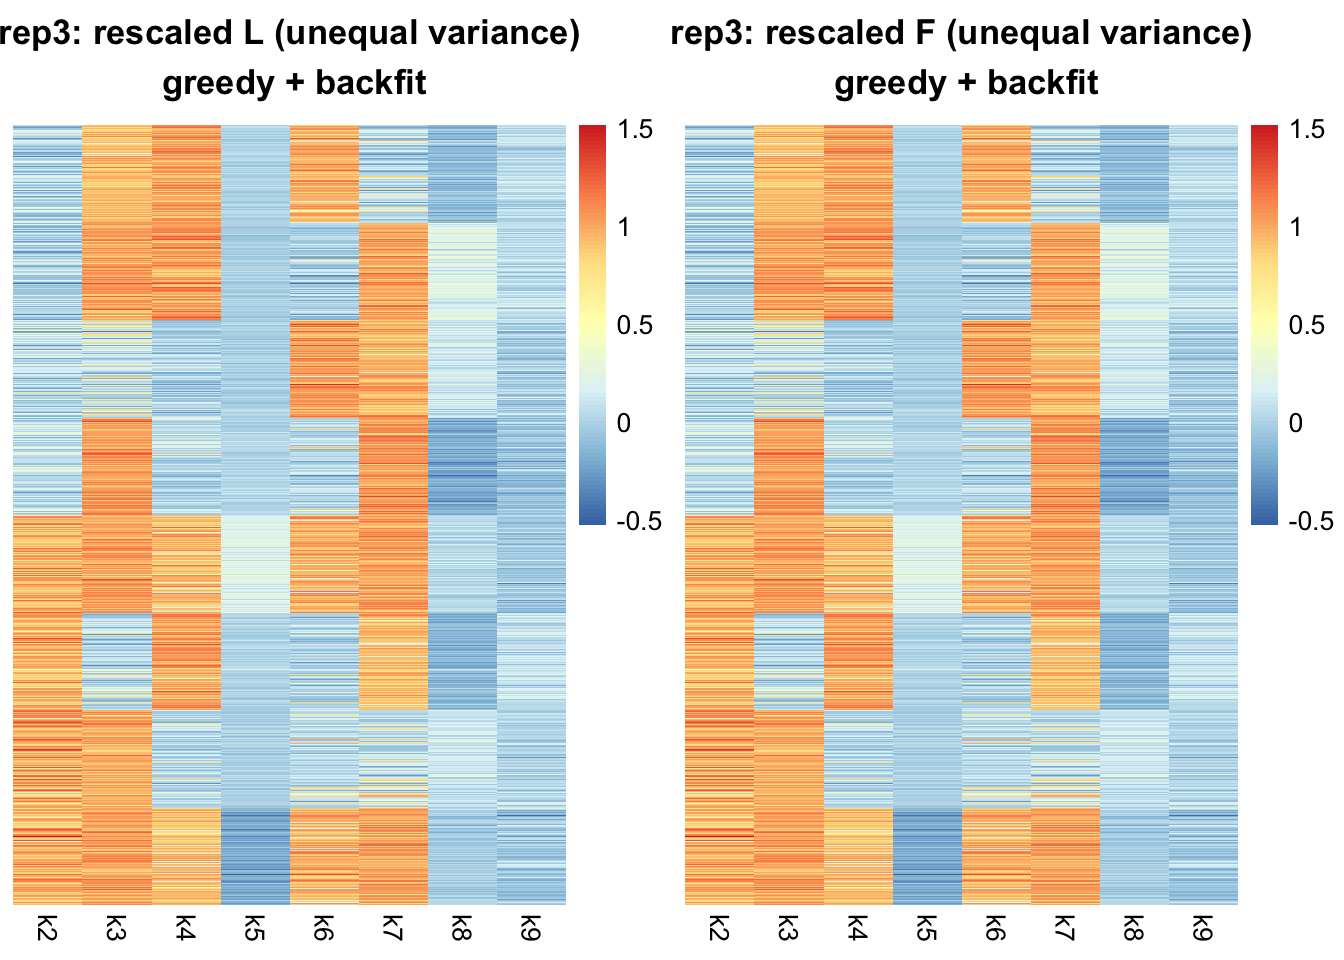 rep3: rescaled L (unequal variance)
greedy + backfit
1.5
1
0.5
0
-0.5
k2
k3
k4
k5
k6
k7
k8
k9
rep3: rescaled F (unequal variance)
greedy + backfit
1.5
1
0.5
0
-0.5
k2
k3
k4
k5
k6
k7
k8
k9